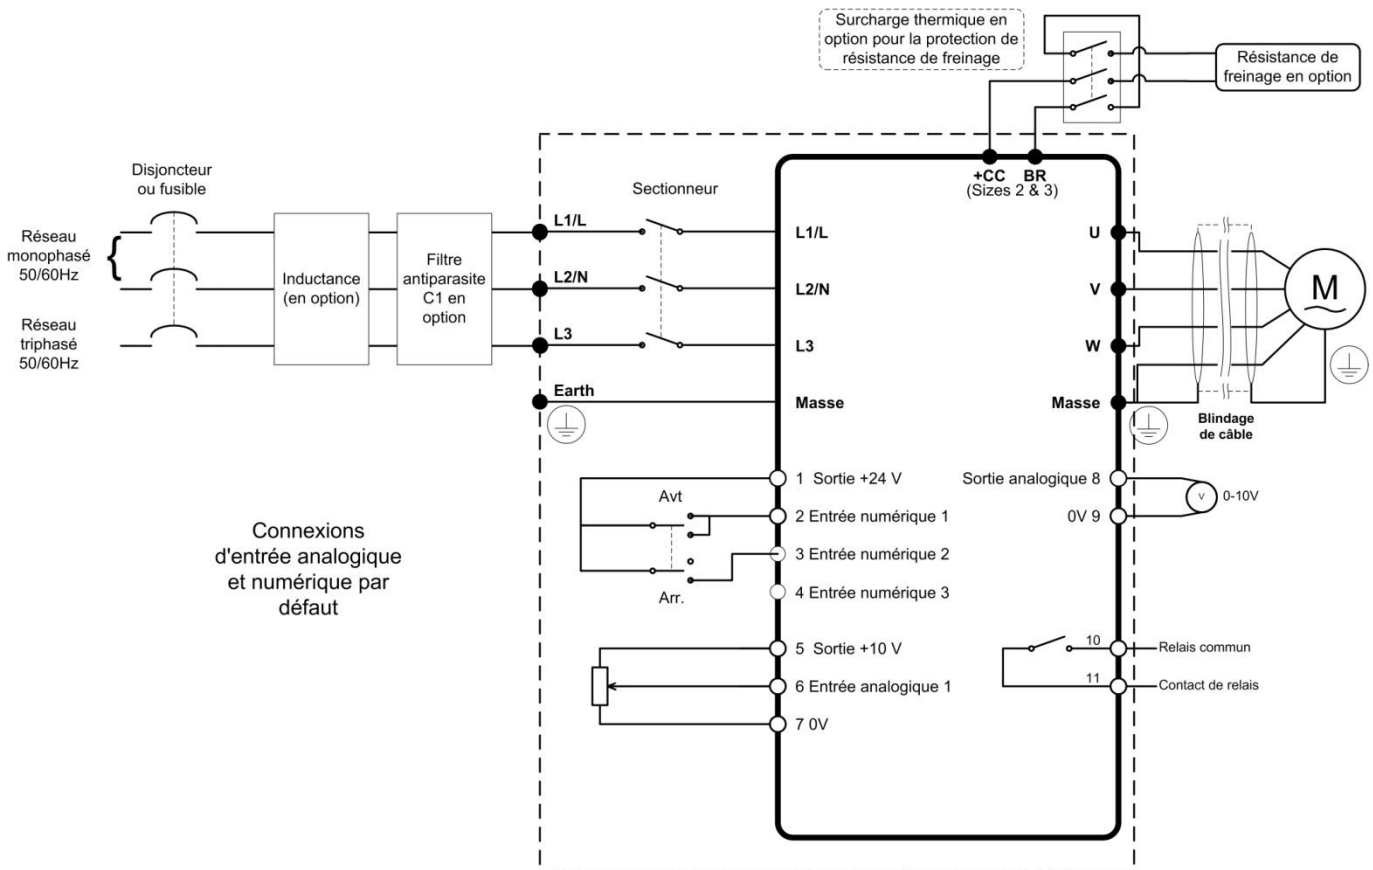 Surcharge thermique en
option pour la protection de
résistance de freinage
Résistance de
freinage en option
+CC BR
(Sizes 2 & 3)
Disjoncteur
ou fusible
Sectionneur
Réseau
monophasé
50/60Hz
{
Réseau
triphasé
50/60Hz
Inductance
(en option)
Filtre
antiparasite
C1 en
option
L1/L
L2/N
L3
Earth
L1/L
L2/N
L3
Masse
U
V
W
Masse
M
Blindage
de câble
Connexions
d'entrée analogique
et numérique par
défaut
Avt
Arr.
1 Sortie +24 V
2 Entrée numérique 1
3 Entrée numérique 2
4 Entrée numérique 3
5 Sortie +10 V
6 Entrée analogique 1
7 0V
Sortie analogique 8
0V 9
V
0-10V
10
Relais commun
11
Contact de relais